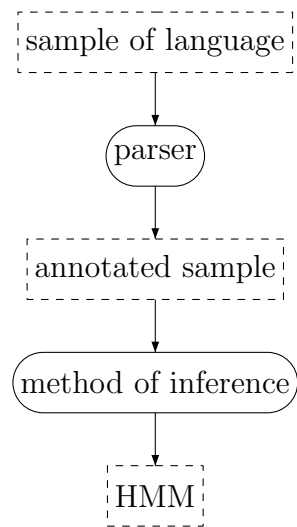 sample of language
parser
annotated sample
method of inference
HMM